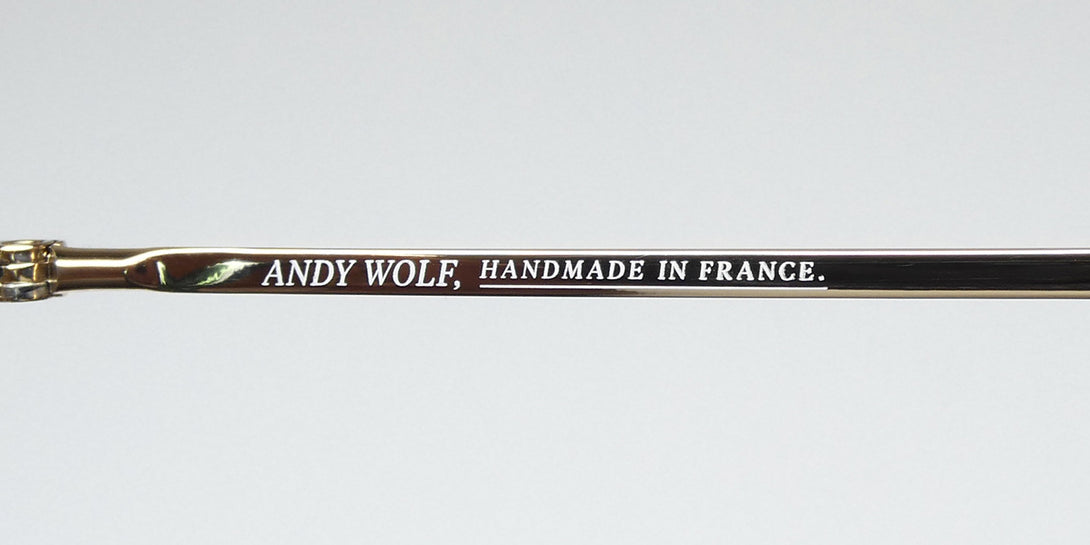 ANDY WOLF, HANDMADE IN FRANCE.